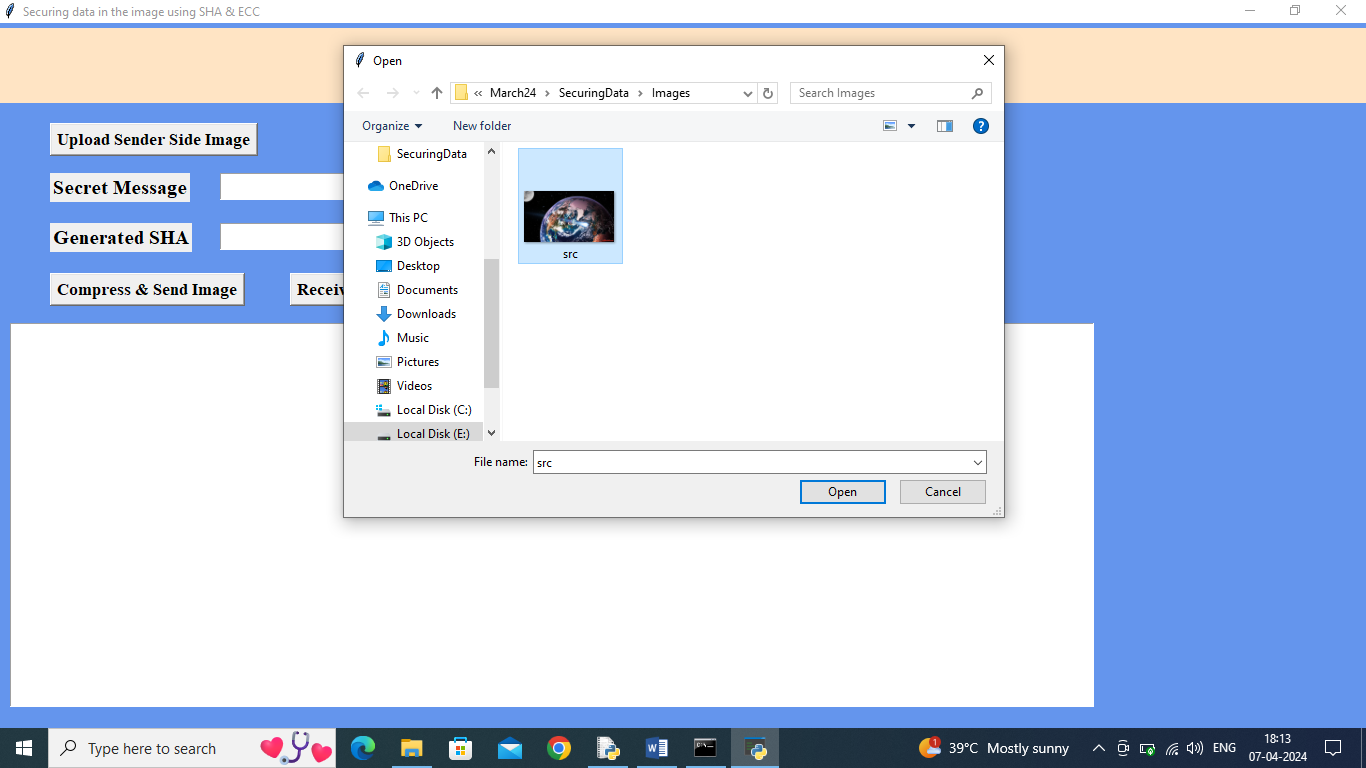 Securing data in the image using SHA & ECC
Open
« March24 > SecuringData > Images
Search Images
Organize
New folder
Upload Sender Side Image
Secret Message
Generated SHA
Compress & Send Image
Receiv
SecuringData
OneDrive
This PC
3D Objects
Desktop
Documents
Downloads
Music
Pictures
Videos
Local Disk (C:)
Local Disk (E:)
src
File name: src
Open Cancel
Type here to search
1
39°C Mostly sunny
ENG
18:13
07-04-2024